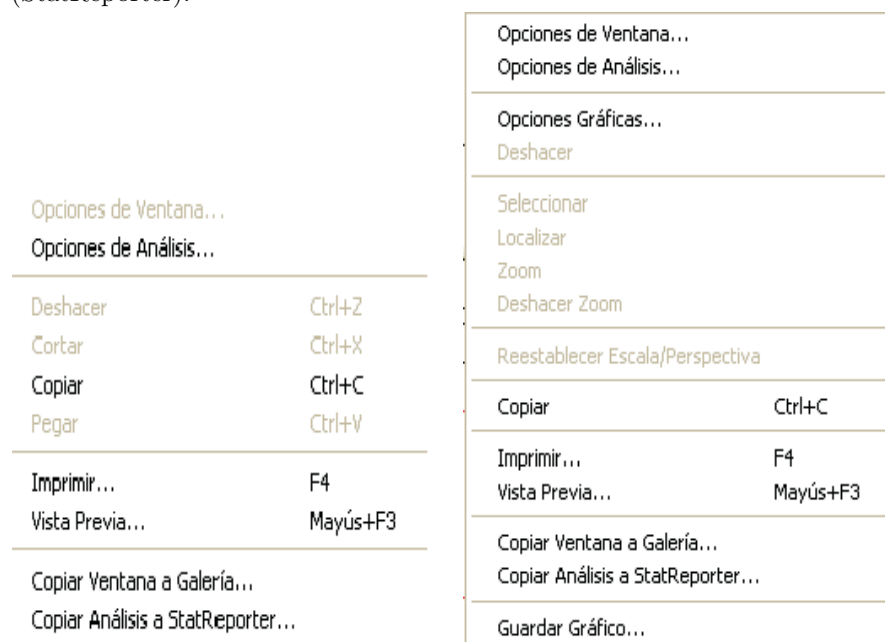 (StatReporter).
Opciones de Ventana...
Opciones de Análisis...
Deshacer Ctrl+Z
Cortar Ctrl+X
Copiar Ctrl+C
Pegar Ctrl+V
Imprimir... F4
Vista Previa... Mayús+F3
Copiar Ventana a Galería...
Copiar Análisis a StatReporter...
Opciones de Ventana...
Opciones de Análisis...
Opciones Gráficas...
Deshacer
Seleccionar
Localizar
Zoom
Deshacer Zoom
Reestablecer Escala/Perspectiva
Copiar Ctrl+C
Imprimir... F4
Vista Previa... Mayús+F3
Copiar Ventana a Galería...
Copiar Análisis a StatReporter...
Guardar Gráfico...